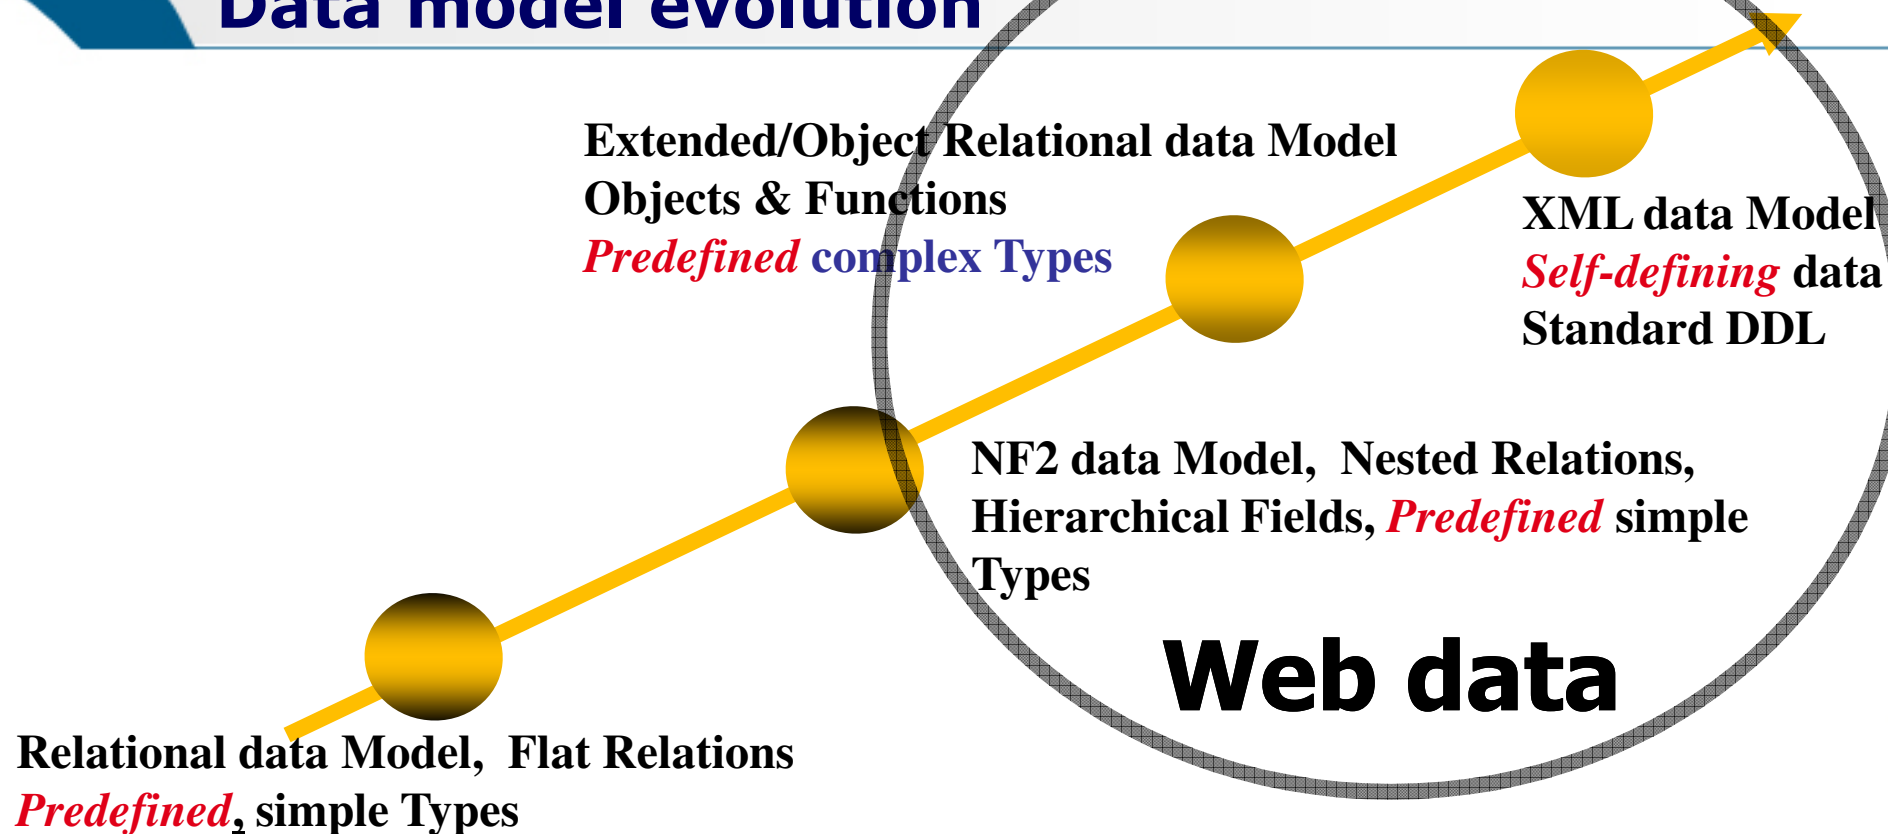 Data model evolution
Extended/Object Relational data Model
Objects & Functions
Predefined complex Types
XML data Model
Self-defining data
Standard DDL
NF2 data Model, Nested Relations,
Hierarchical Fields, Predefined simple
Types
Web data
Relational data Model, Flat Relations
Predefined, simple Types